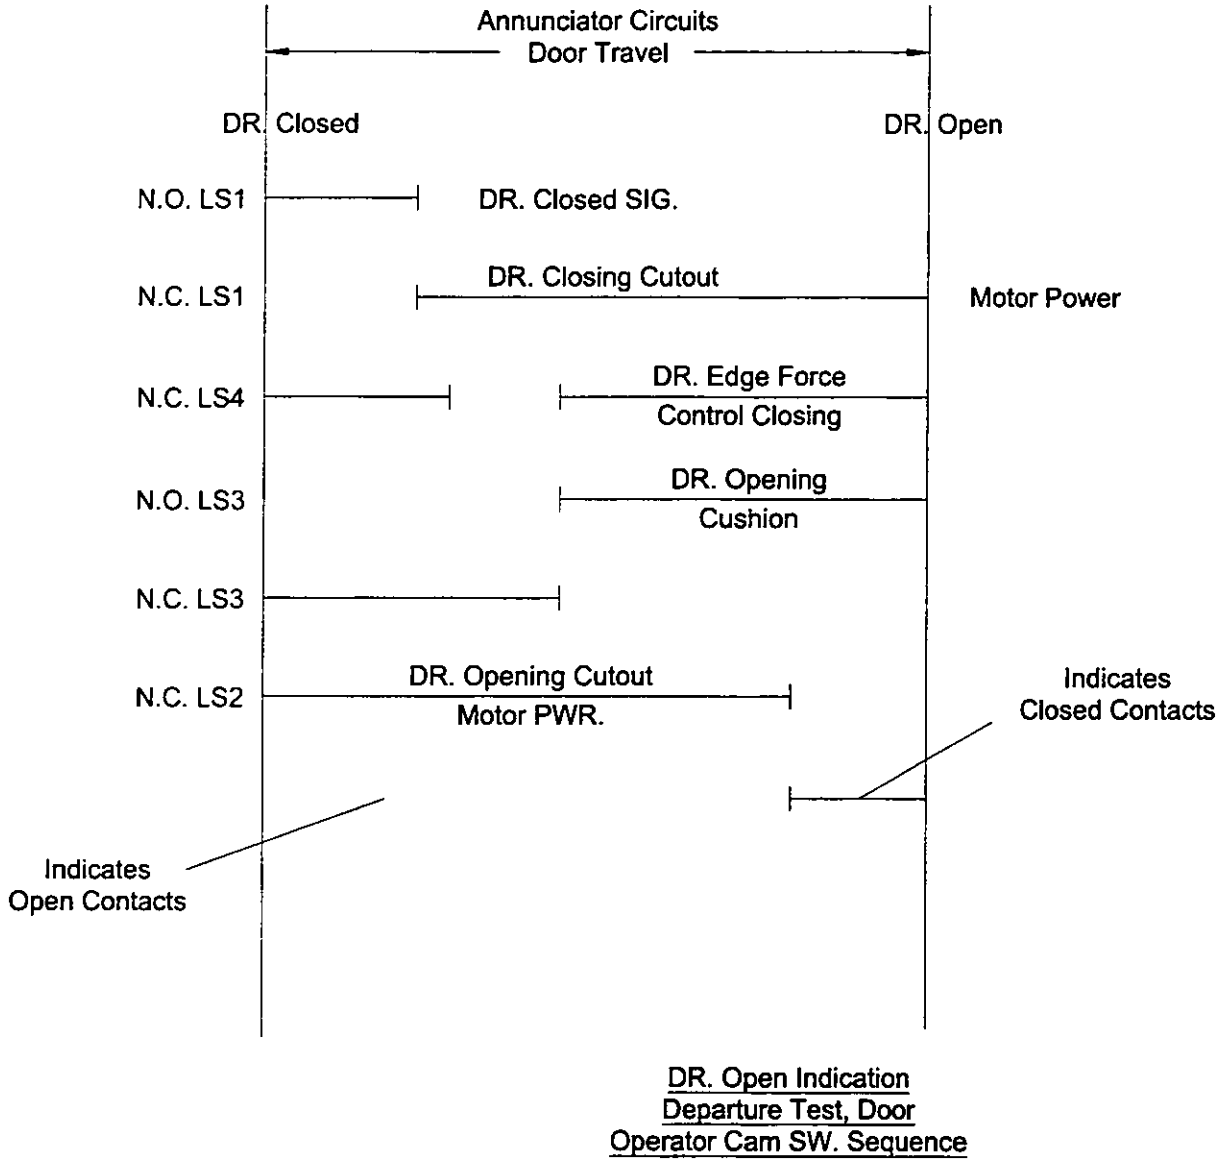 Annunciator Circuits
Door Travel
DR. Closed
DR. Open
N.O. LS1
DR. Closed SIG.
N.C. LS1
DR. Closing Cutout
Motor Power
N.C. LS4
DR. Edge Force
Control Closing
N.O. LS3
DR. Opening
Cushion
N.C. LS3
N.C. LS2
DR. Opening Cutout
Motor PWR.
Indicates
Closed Contacts
Indicates
Open Contacts
DR. Open Indication
Departure Test, Door
Operator Cam SW. Sequence